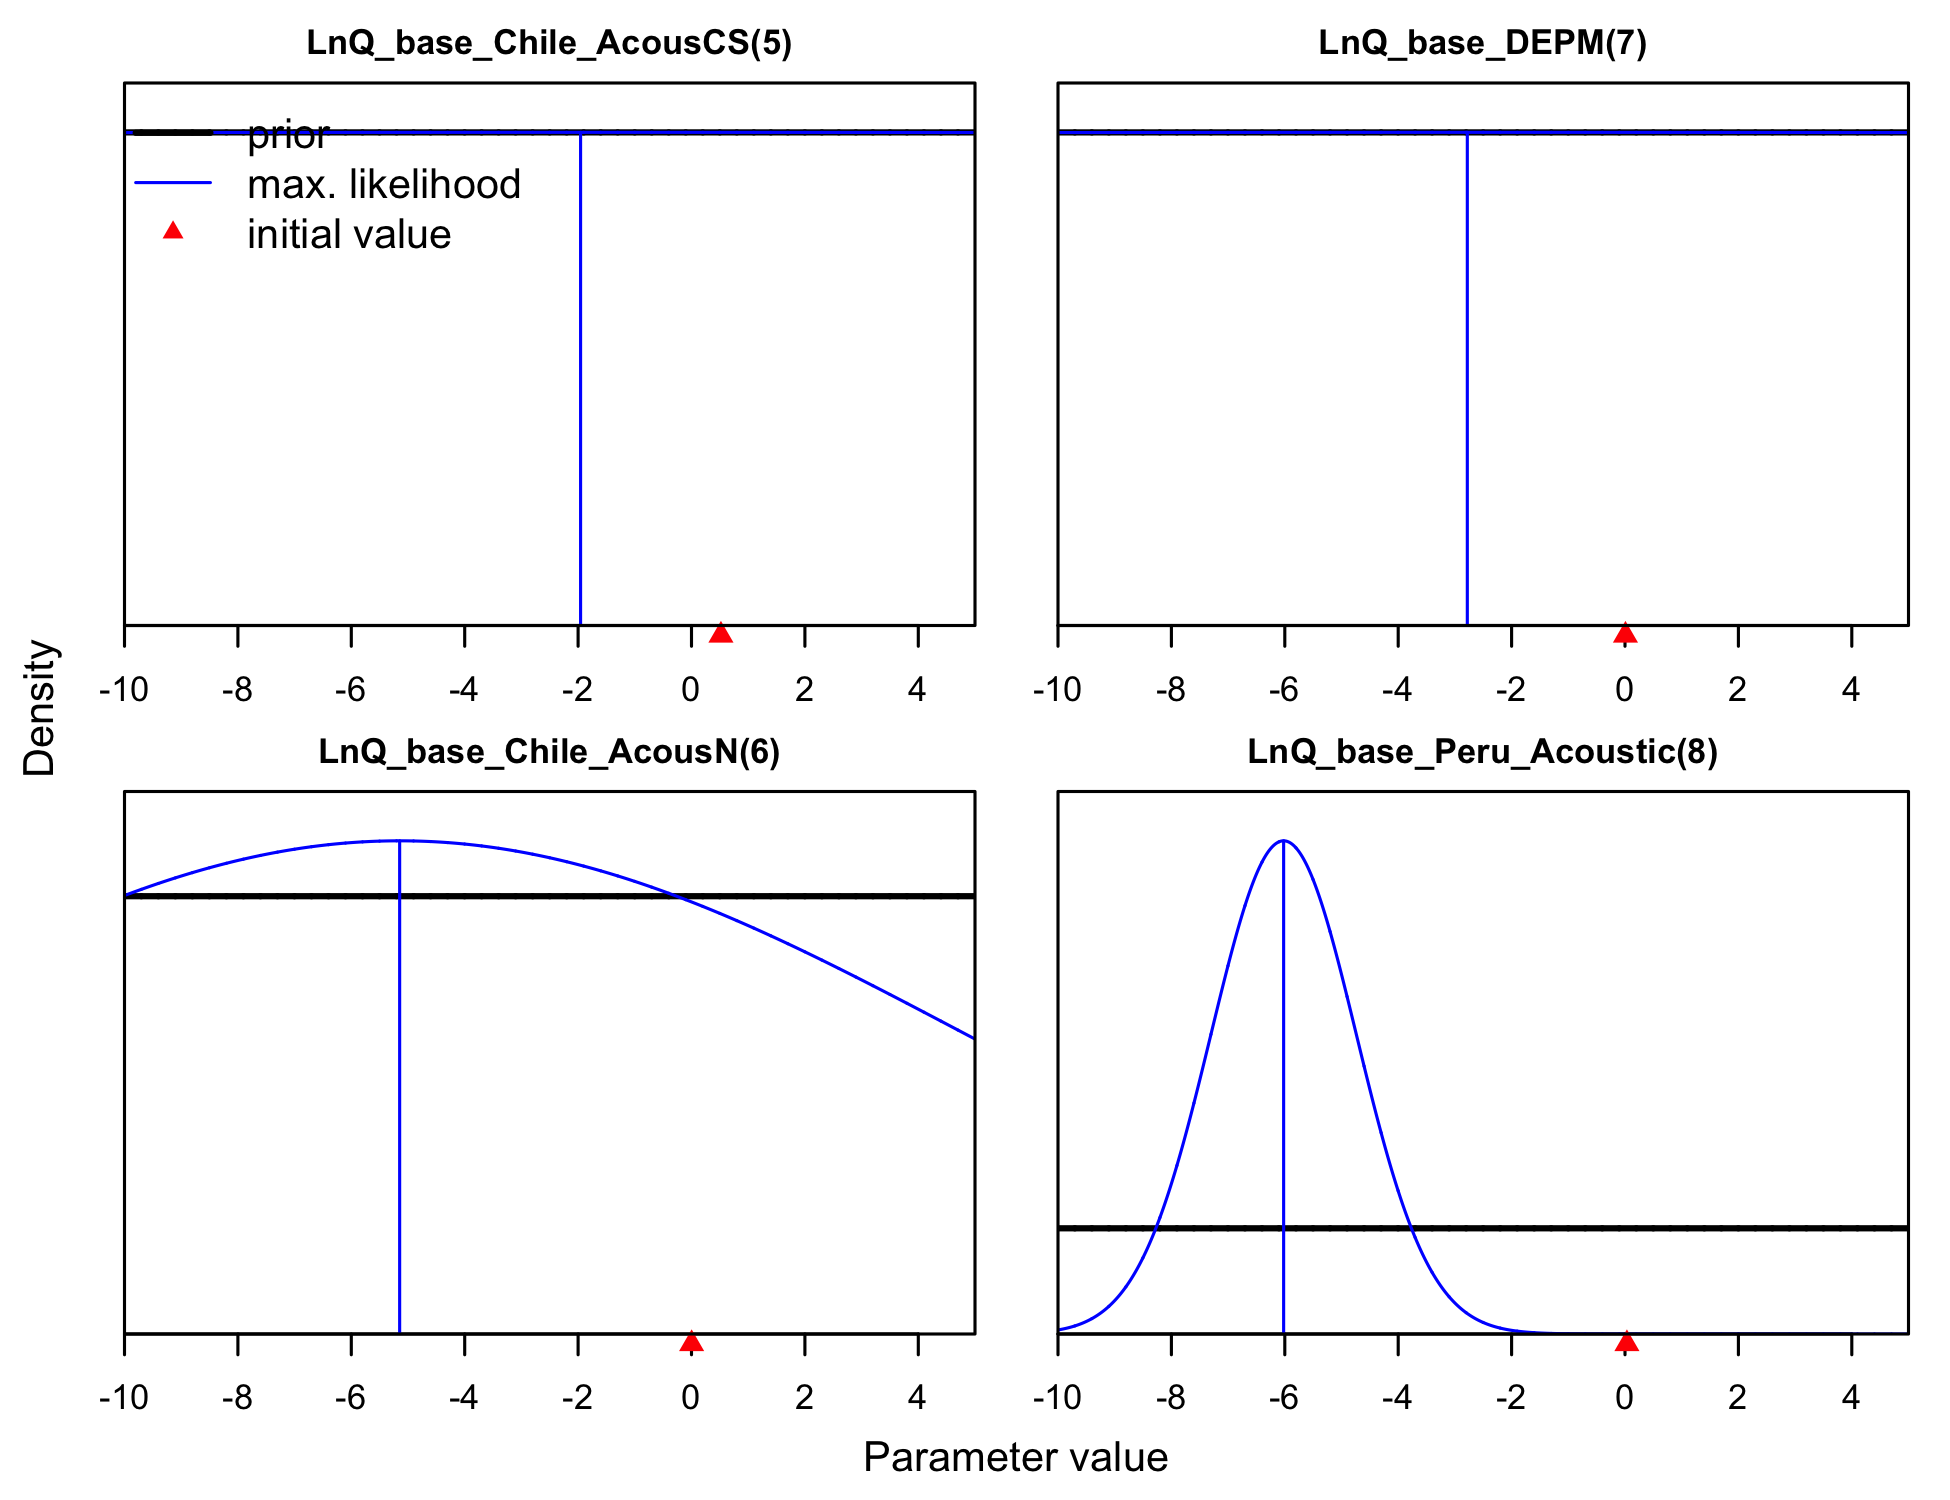 LnQ_base_Chile_AcousCS(5)
prior
max. likelihood
initial value
-10 -8 -6 -4 -2 0 2 4
LnQ_base_DEPM(7)
-10 -8 -6 -4 -2 0 2 4
LnQ_base_Chile_AcousN(6)
-10 -8 -6 -4 -2 0 2 4
LnQ_base_Peru_Acoustic(8)
-10 -8 -6 -4 -2 0 2 4
Density
Parameter value